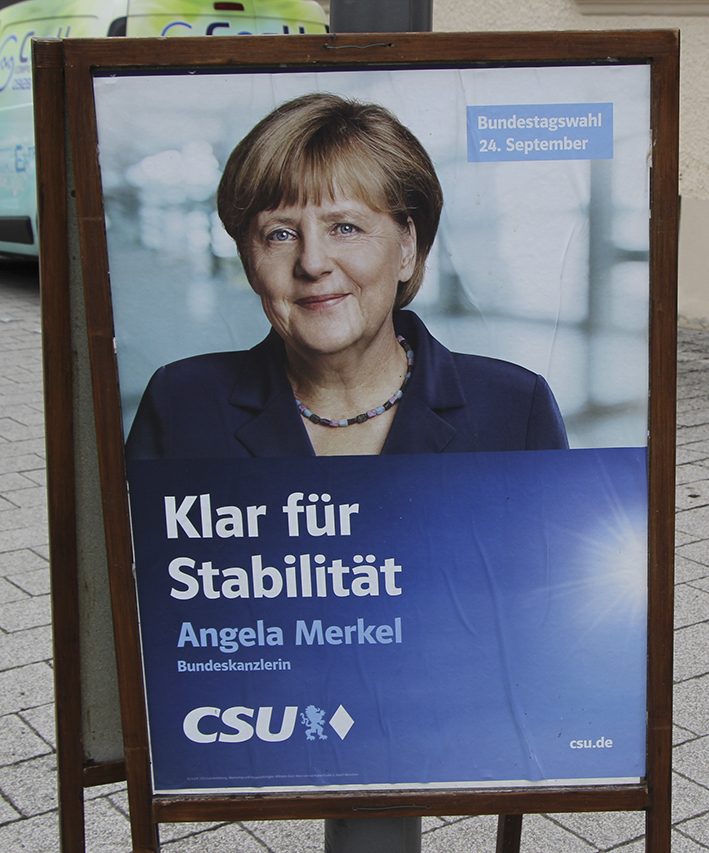 Bundestagswahl
24. September
Klar für
Stabilität
Angela Merkel
Bundeskanzlerin
CSU
csu.de